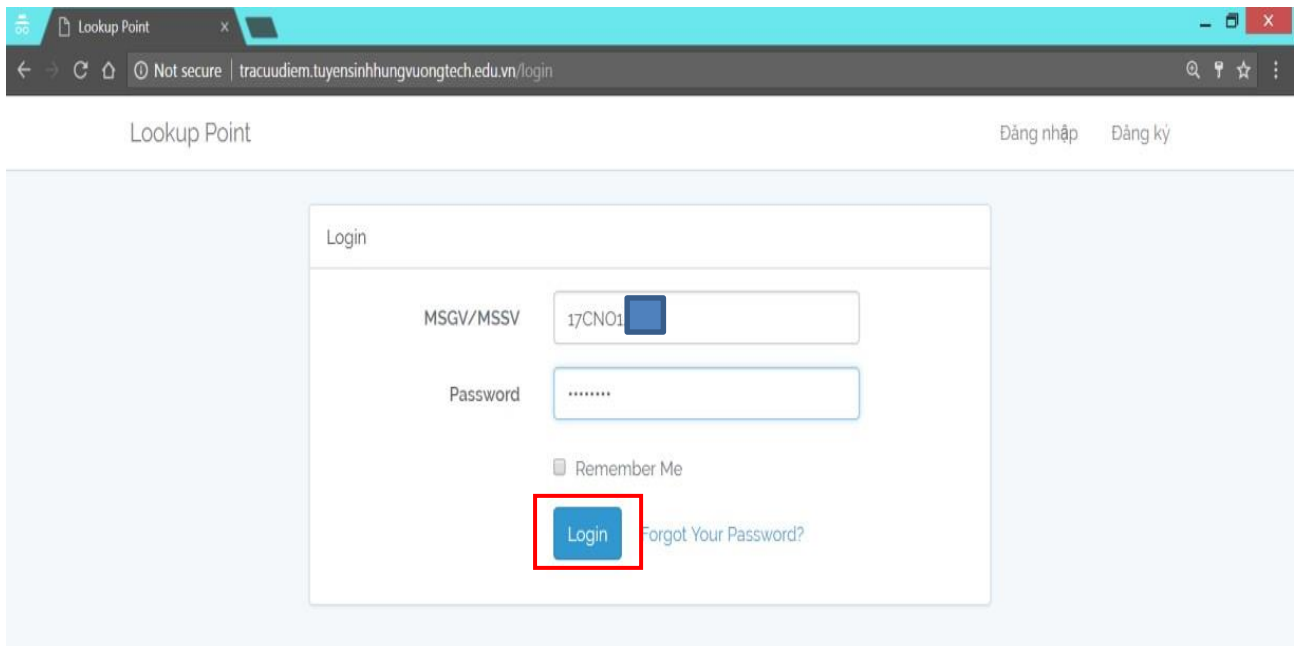 Lookup Point
Not secure tracuudiem.tuyensinhhungvuongtech.edu.vn/login
Lookup Point Đăng nhập Đăng ký
Login
MSGV/MSSV 17CNO1
Password ········
Remember Me
Login Forgot Your Password?